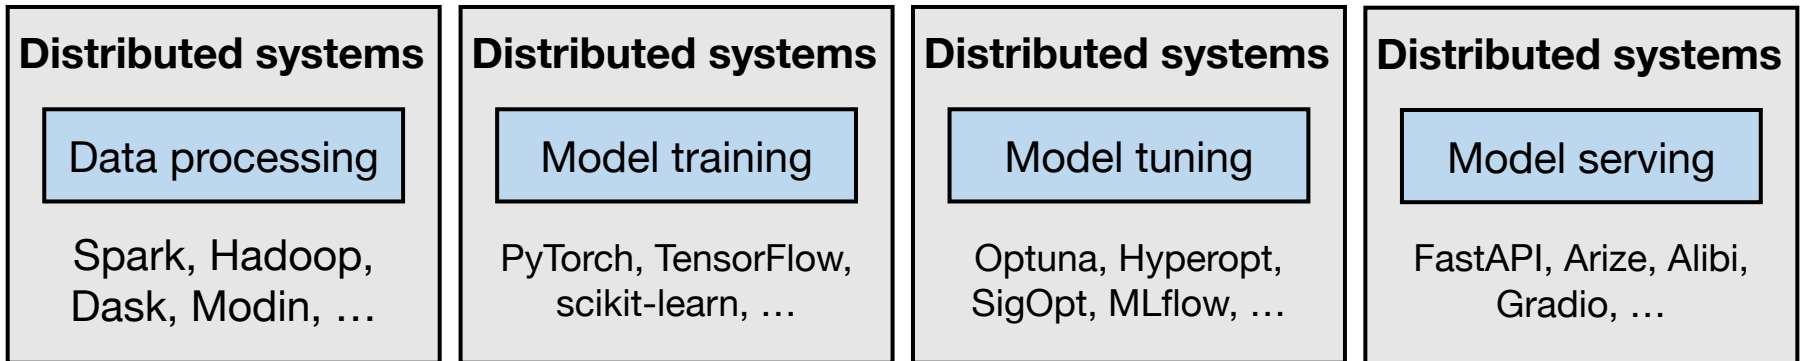 Distributed systems
Data processing
Spark, Hadoop,
Dask, Modin, …
Distributed systems
Model training
PyTorch, TensorFlow,
scikit-learn, …
Distributed systems
Model tuning
Optuna, Hyperopt,
SigOpt, MLflow, …
Distributed systems
Model serving
FastAPI, Arize, Alibi,
Gradio, …